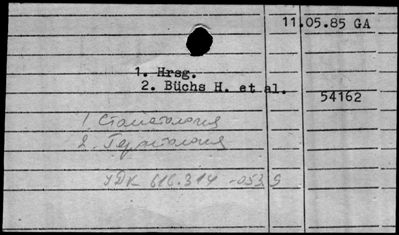 11.05.85 GA
1. Hrsg.
2. Büchs H. et al.
54162
1. Стоматология
2. Геронтология
УДК 616.314-053.9